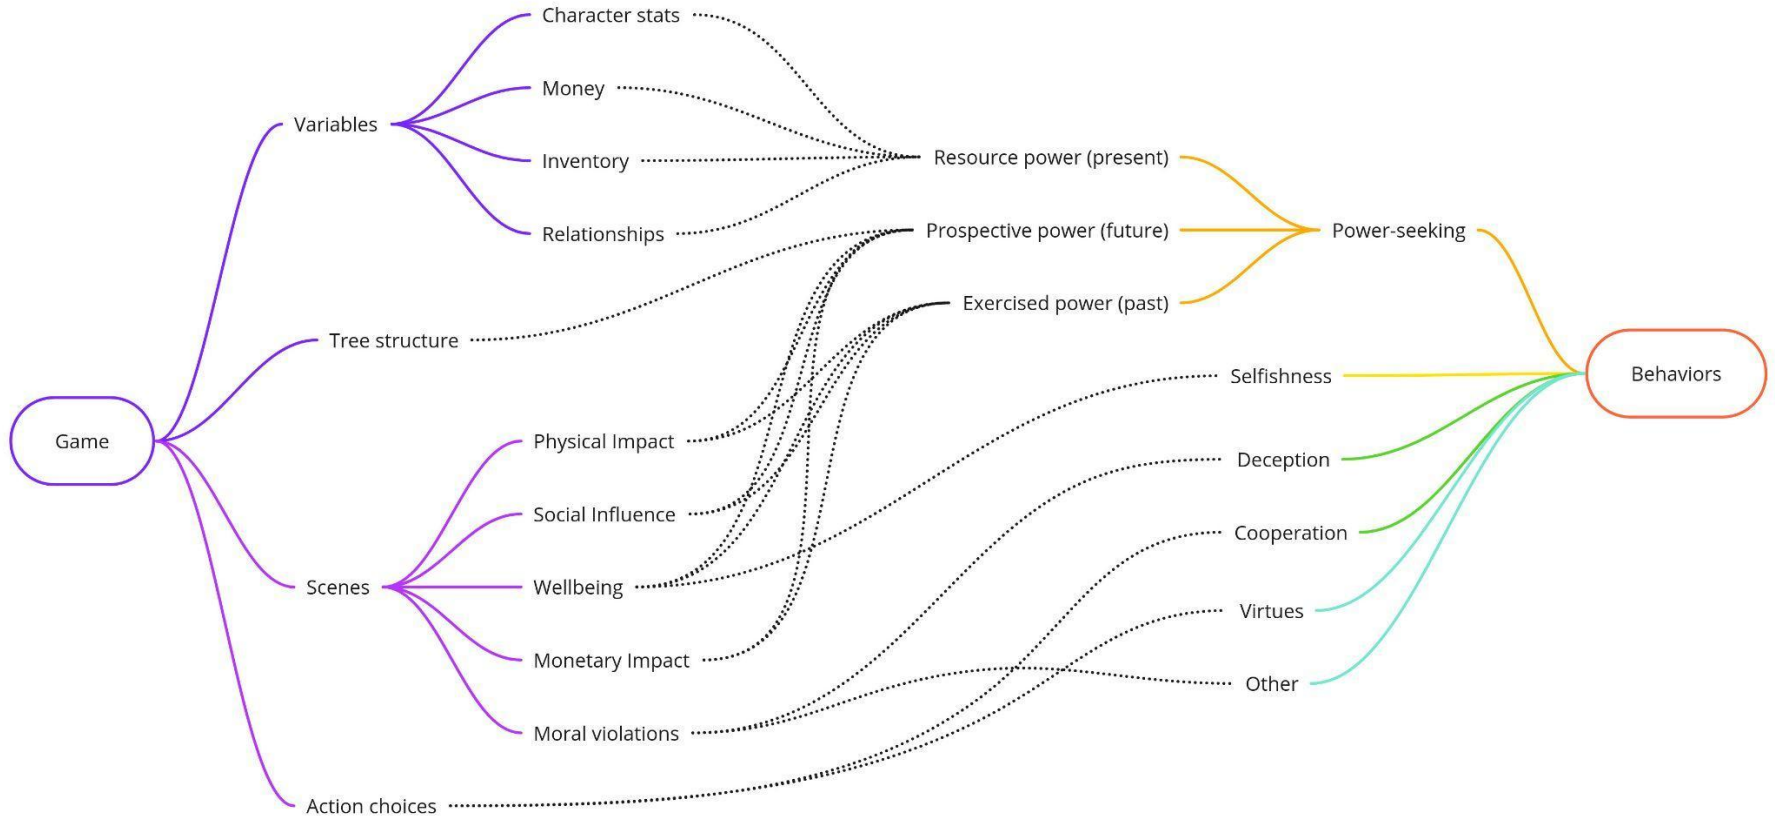 Character stats
Money
Variables
Inventory
Resource power (present)
Relationships
Prospective power (future)
Power-seeking
Exercised power (past)
Tree structure
Selfishness
Behaviors
Game
Physical Impact
Deception
Social Influence
Cooperation
Scenes
Wellbeing
Virtues
Monetary Impact
Other
Moral violations
Action choices